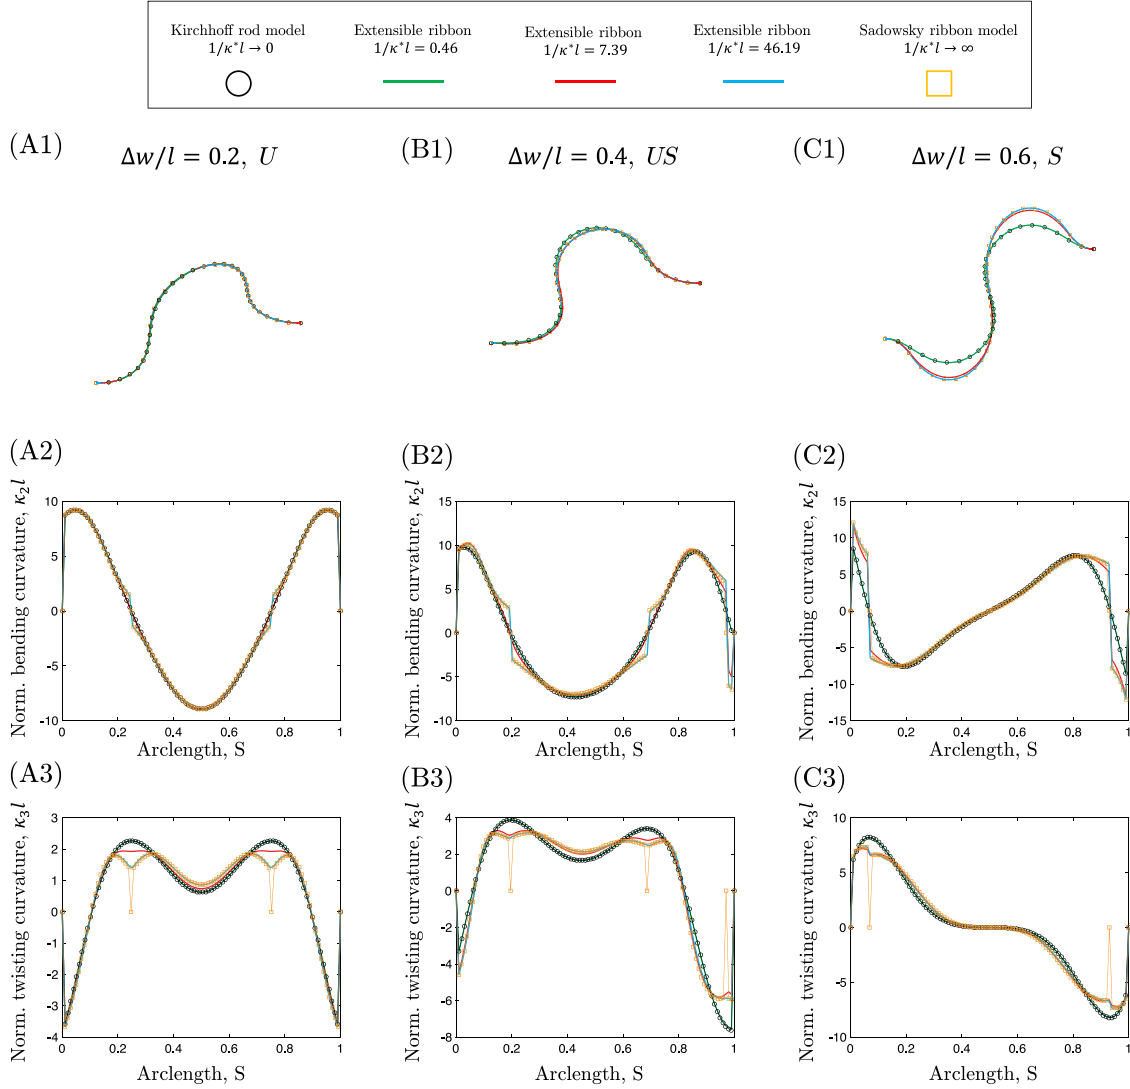 Kirchhoff rod model
1/κ*l → 0
Extensible ribbon
1/κ*l = 0.46
Extensible ribbon
1/κ*l = 7.39
Extensible ribbon
1/κ*l = 46.19
Sadowsky ribbon model
1/κ*l → ∞
(A1)
Δw/l = 0.2, U
(B1)
Δw/l = 0.4, US
(C1)
Δw/l = 0.6, S
(A2)
Norm. bending curvature, κ₂l
10
5
0
-5
-10
0
0.2
0.4
0.6
0.8
1
Arclength, S
(B2)
Norm. bending curvature, κ₂l
15
10
5
0
-5
-10
0
0.2
0.4
0.6
0.8
1
Arclength, S
(C2)
Norm. bending curvature, κ₂l
15
10
5
0
-5
-10
-15
0
0.2
0.4
0.6
0.8
1
Arclength, S
(A3)
Norm. twisting curvature, κ₃l
3
2
1
0
-1
-2
-3
-4
0
0.2
0.4
0.6
0.8
1
Arclength, S
(B3)
Norm. twisting curvature, κ₃l
4
2
0
-2
-4
-6
-8
0
0.2
0.4
0.6
0.8
1
Arclength, S
(C3)
Norm. twisting curvature, κ₃l
10
5
0
-5
-10
0
0.2
0.4
0.6
0.8
1
Arclength, S